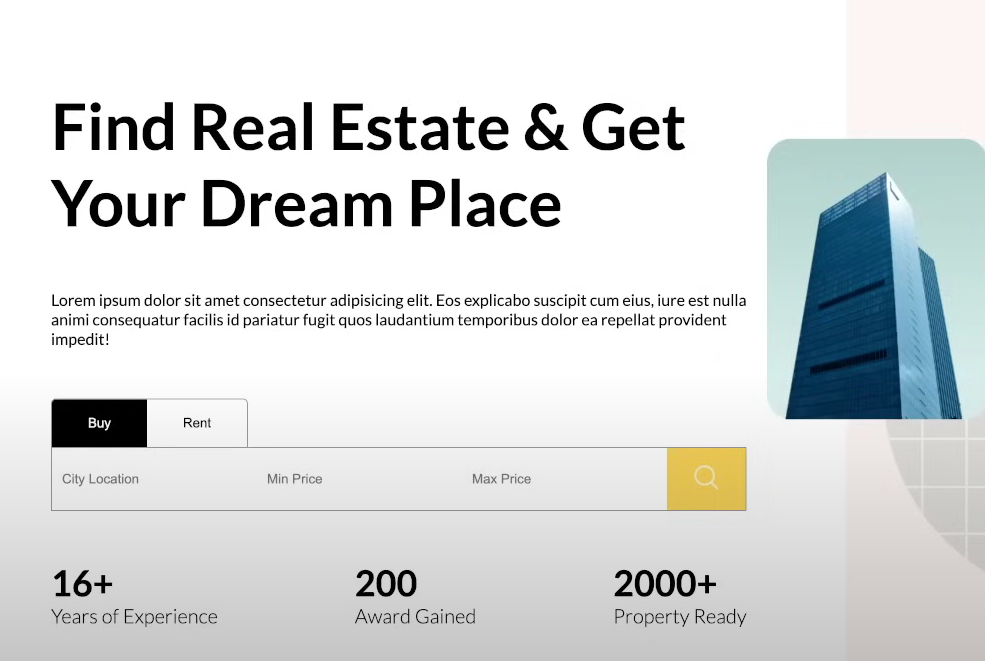 Find Real Estate & Get
Your Dream Place
Lorem ipsum dolor sit amet consectetur adipisicing elit. Eos explicabo suscipit cum eius, iure est nulla
animi consequatur facilis id pariatur fugit quos laudantium temporibus dolor ea repellat provident
impedit!
Buy Rent
City Location Min Price Max Price
16+ 200 2000+
Years of Experience Award Gained Property Ready